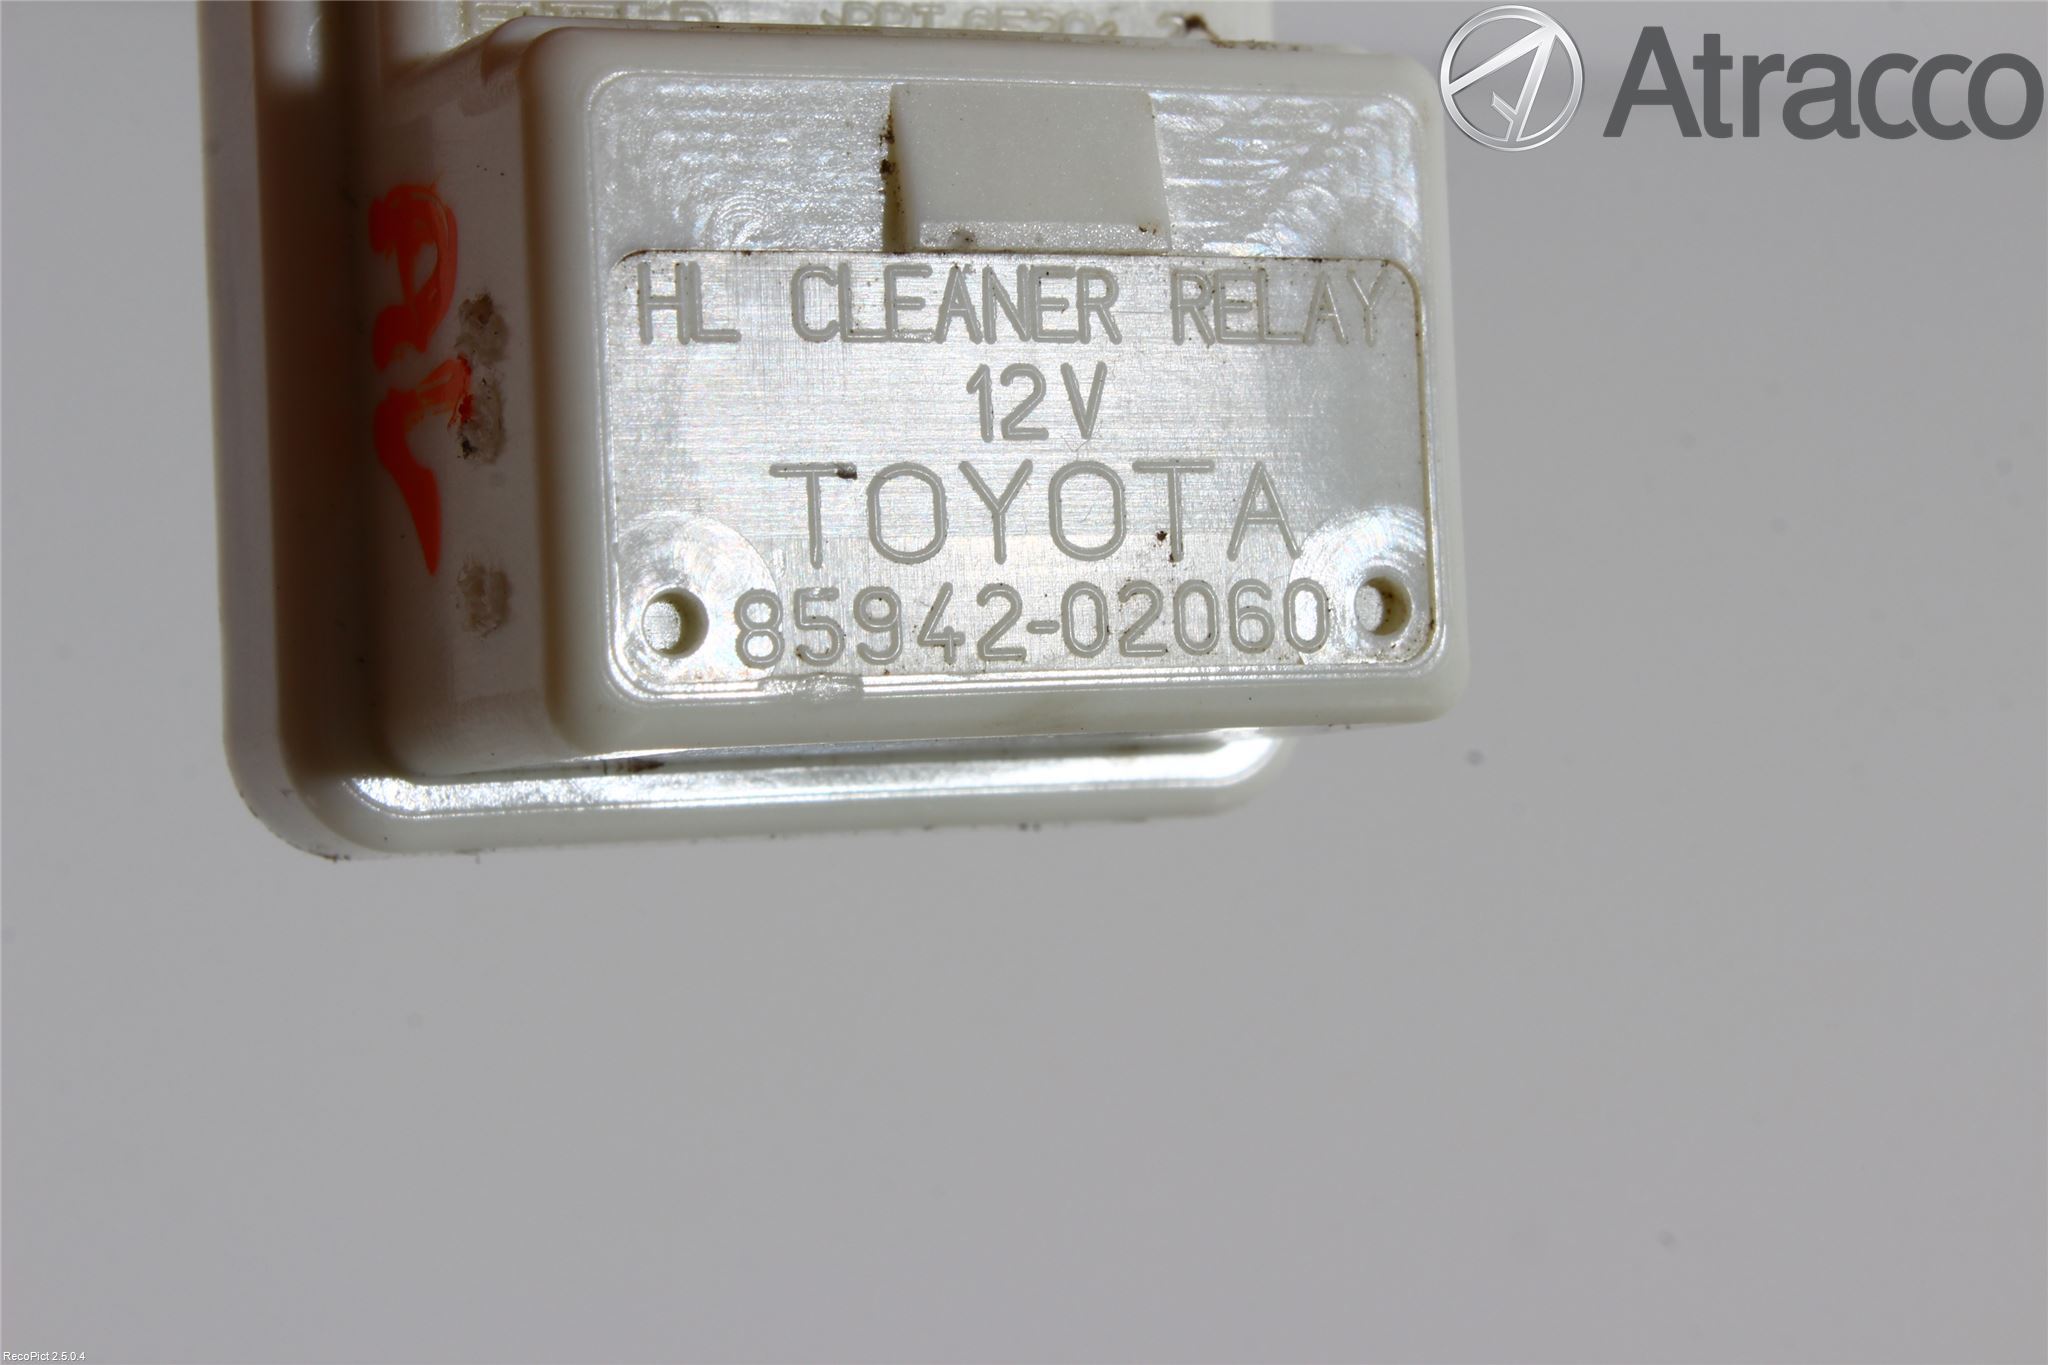 Atracco
HL CLEANER RELAY
12V
TOYOTA
85942-02060
RecoPict 2.5.0.4